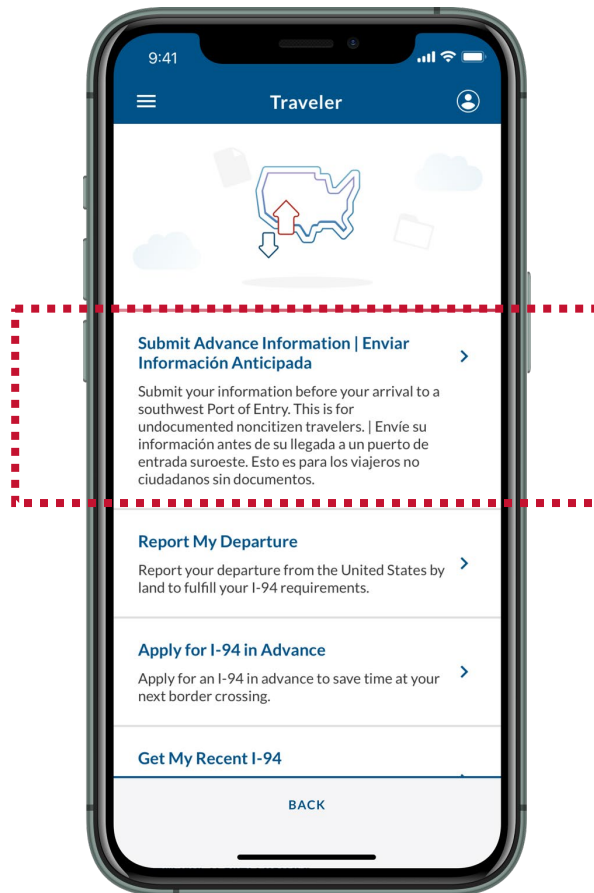 9:41
Traveler
Submit Advance Information | Enviar
Información Anticipada
Submit your information before your arrival to a
southwest Port of Entry. This is for
undocumented noncitizen travelers. | Envíe su
información antes de su llegada a un puerto de
entrada suroeste. Esto es para los viajeros no
ciudadanos sin documentos.
Report My Departure
Report your departure from the United States by
land to fulfill your I-94 requirements.
Apply for I-94 in Advance
Apply for an I-94 in advance to save time at your
next border crossing.
Get My Recent I-94
BACK